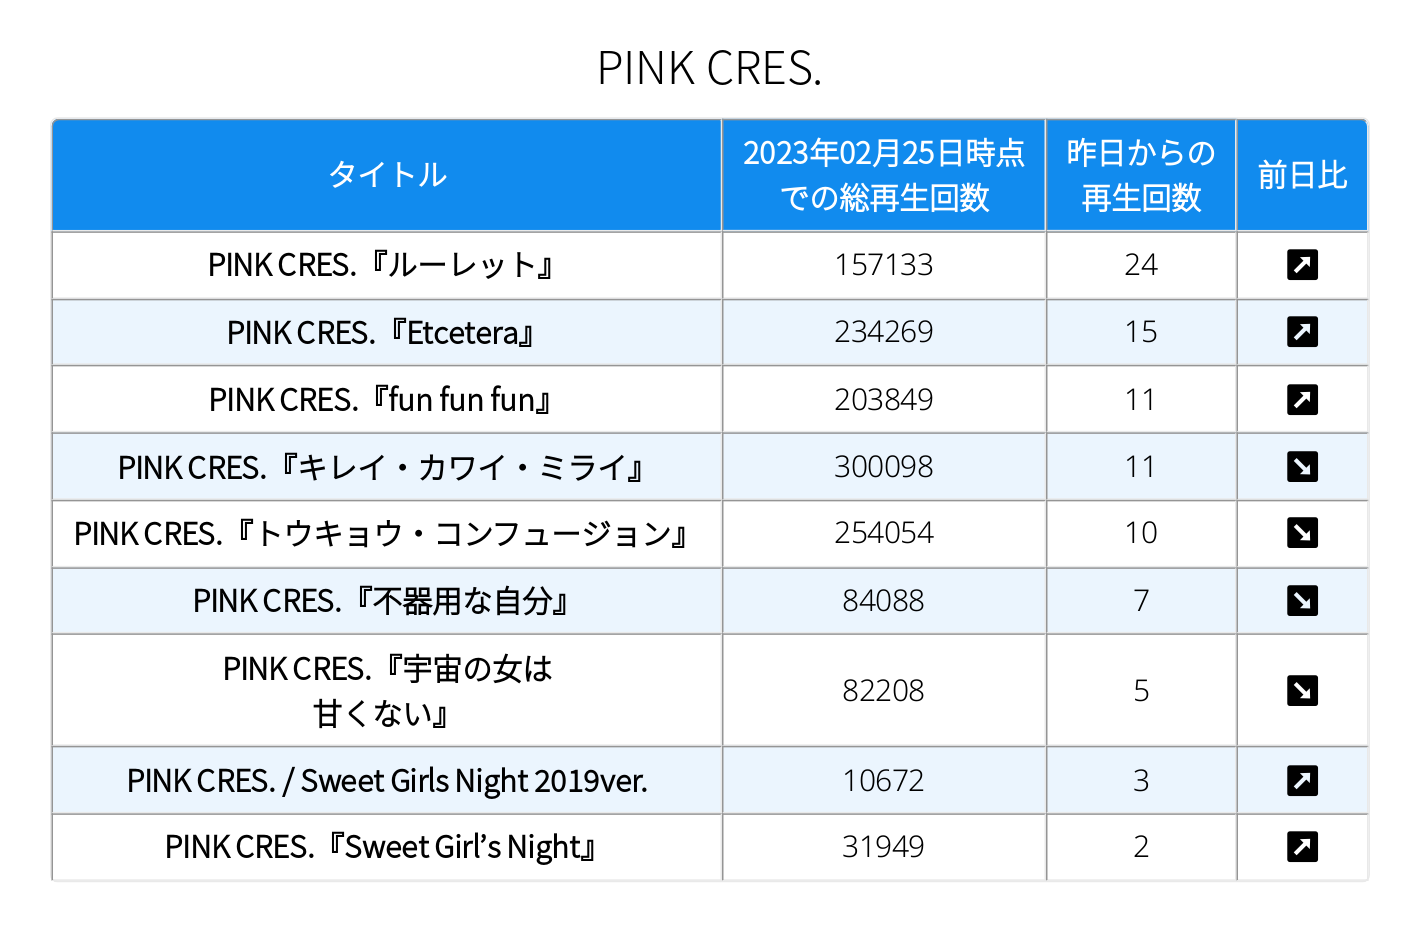 PINK CRES.
タイトル
2023年02月25日時点
での総再生回数
昨日からの
再生回数
前日比
PINK CRES.『ルーレット』 157133 24
PINK CRES.『Etcetera』 234269 15
PINK CRES.『fun fun fun』 203849 11
PINK CRES.『キレイ・カワイ・ミライ』 300098 11
PINK CRES.『トウキョウ・コンフュージョン』 254054 10
PINK CRES.『不器用な自分』 84088 7
PINK CRES.『宇宙の女は
甘くない』 82208 5
PINK CRES. / Sweet Girls Night 2019ver. 10672 3
PINK CRES.『Sweet Girl’s Night』 31949 2